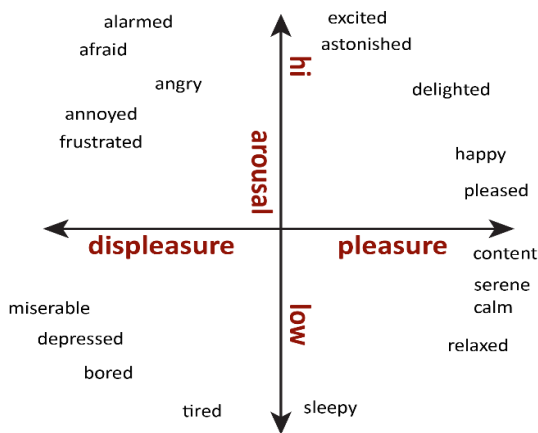 alarmed
excited
astonished
afraid
hi
angry
delighted
annoyed
frustrated
arousal
happy
pleased
displeasure
pleasure
content
serene
calm
miserable
low
depressed
relaxed
bored
tired
sleepy